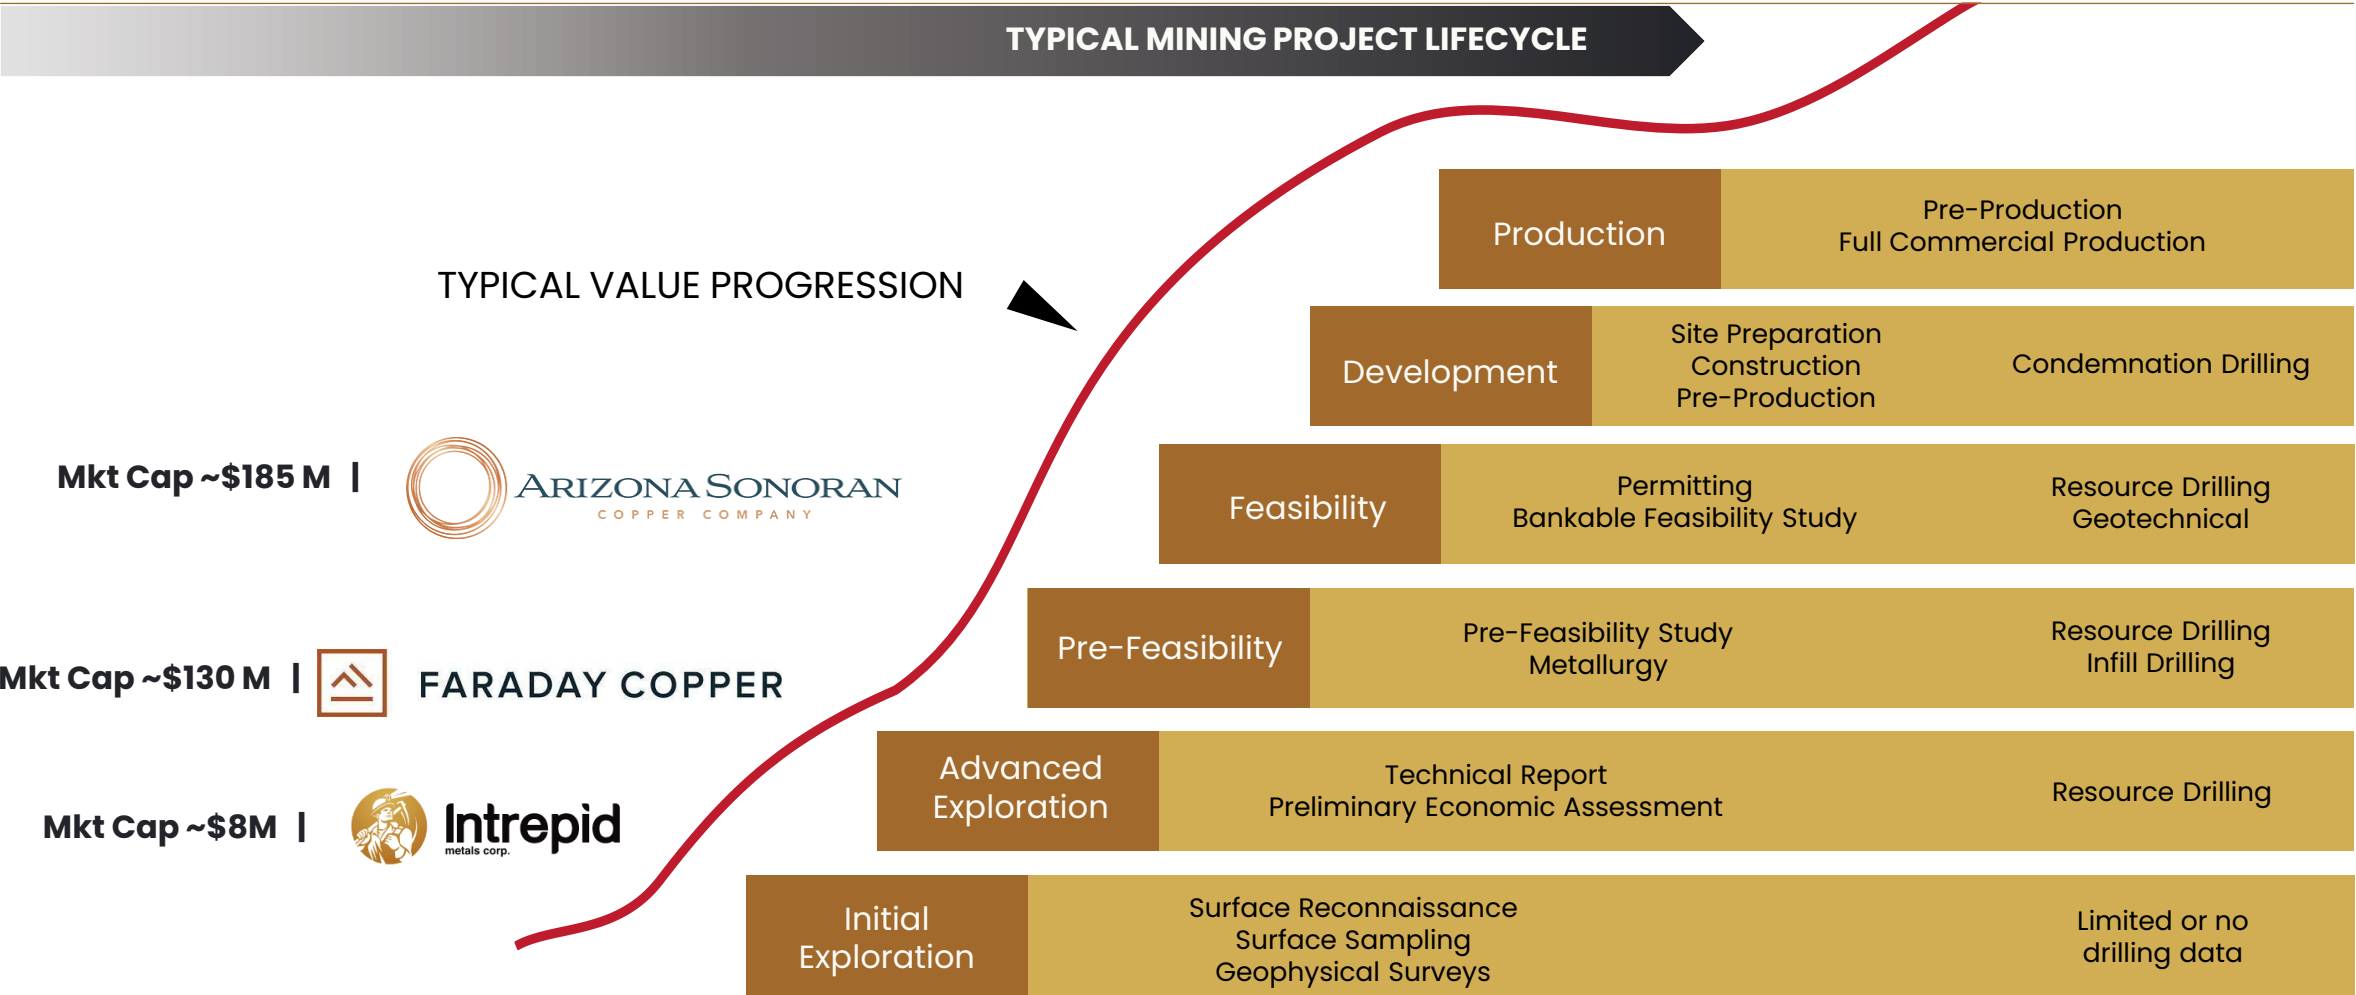 TYPICAL MINING PROJECT LIFECYCLE
Production
Pre-Production
Full Commercial Production
TYPICAL VALUE PROGRESSION
Development
Site Preparation
Construction
Pre-Production
Condemnation Drilling
Mkt Cap ~$185 M |
ARIZONA SONORAN
COPPER COMPANY
Feasibility
Permitting
Bankable Feasibility Study
Resource Drilling
Geotechnical
Mkt Cap ~$130 M |
FARADAY COPPER
Pre-Feasibility
Pre-Feasibility Study
Metallurgy
Resource Drilling
Infill Drilling
Mkt Cap ~$8M |
Intrepid
metals corp.
Advanced
Exploration
Technical Report
Preliminary Economic Assessment
Resource Drilling
Initial
Exploration
Surface Reconnaissance
Surface Sampling
Geophysical Surveys
Limited or no
drilling data